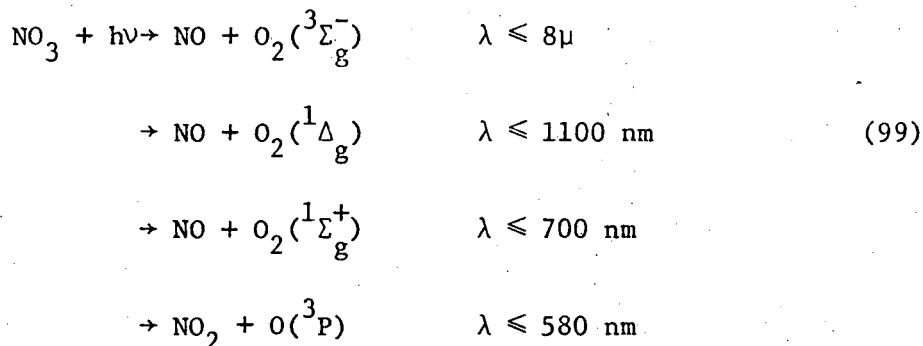 NO₃ + hν → NO + O₂(³Σg⁻) λ ⩽ 8μ
→ NO + O₂(¹Δg) λ ⩽ 1100 nm (99)
→ NO + O₂(¹Σg⁺) λ ⩽ 700 nm
→ NO₂ + O(³P) λ ⩽ 580 nm